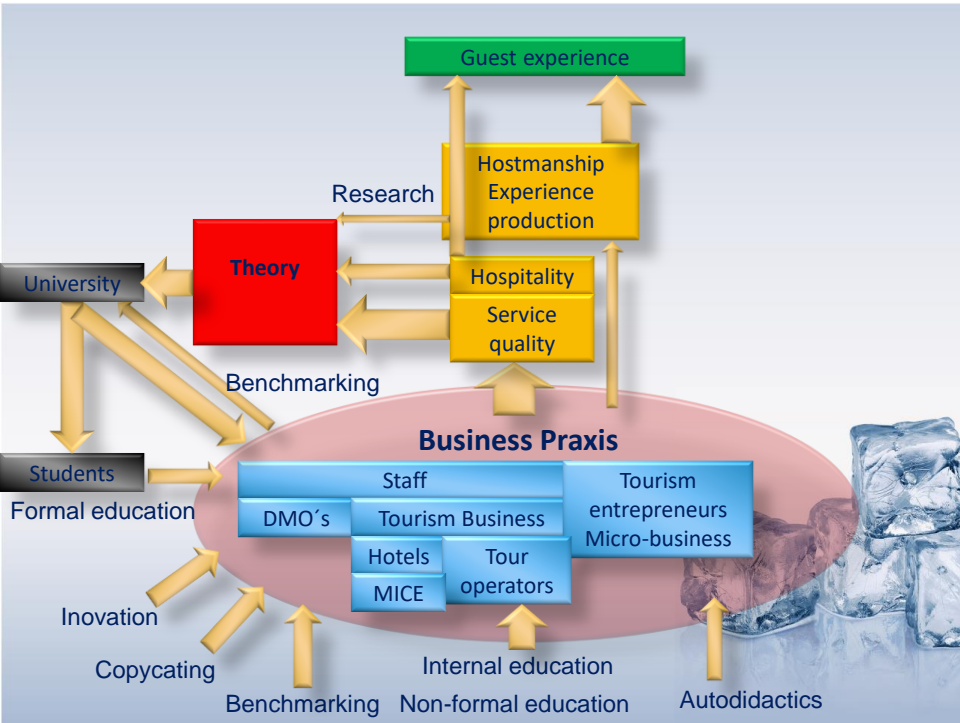 Guest experience
Hostmanship
Experience
production
Research
Theory
Hospitality
University
Service
quality
Benchmarking
Business Praxis
Students
Staff
Tourism
entrepreneurs
Micro-business
Formal education
DMO´s
Tourism Business
Hotels
Tour
operators
MICE
Inovation
Copycating
Internal education
Benchmarking
Non-formal education
Autodidactics